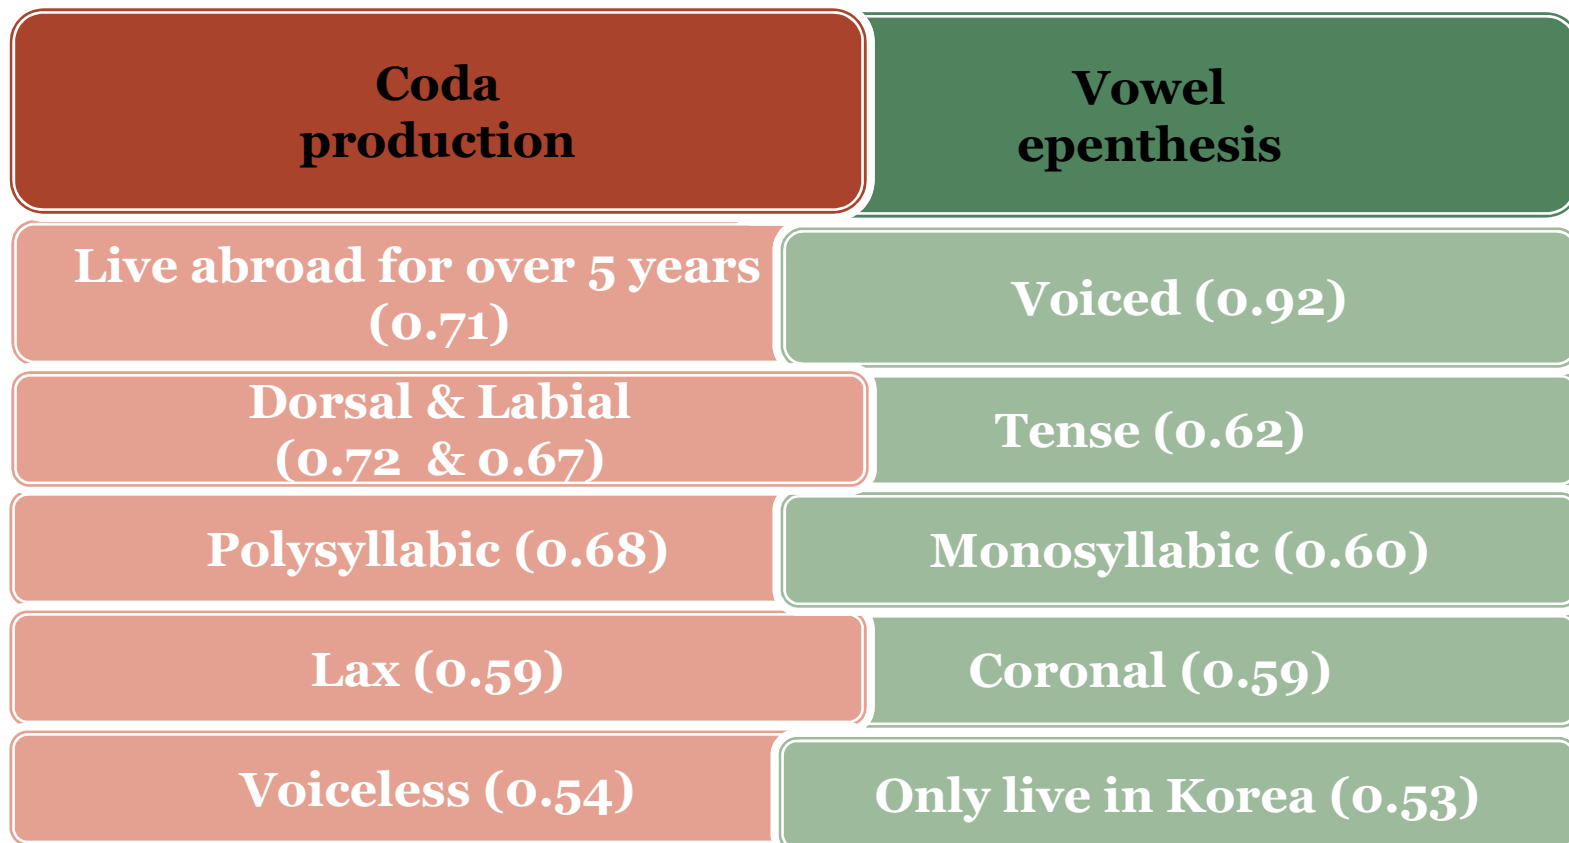 Coda
production
Vowel
epenthesis
Live abroad for over 5 years
(0.71)
Voiced (0.92)
Dorsal & Labial
(0.72 & 0.67)
Tense (0.62)
Polysyllabic (0.68)
Monosyllabic (0.60)
Lax (0.59)
Coronal (0.59)
Voiceless (0.54)
Only live in Korea (0.53)